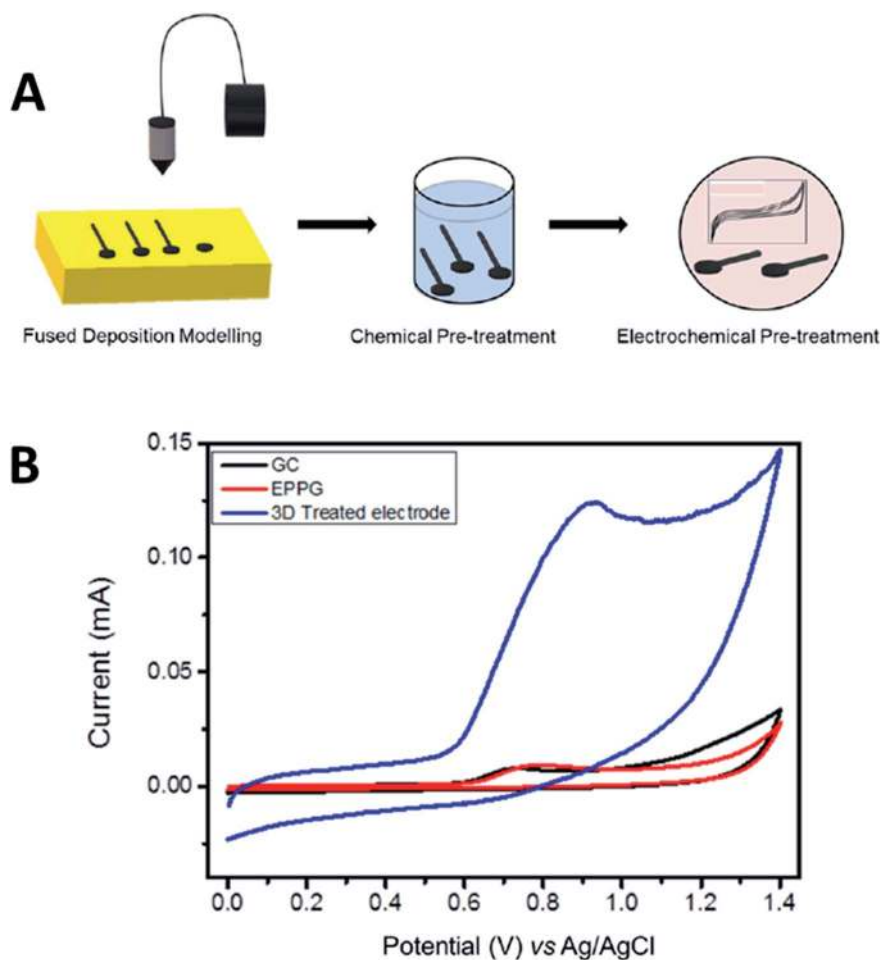 A
Fused Deposition Modelling
Chemical Pre-treatment
Electrochemical Pre-treatment
B
GC
EPPG
3D Treated electrode
Current (mA)
0.15
0.10
0.05
0.00
0.0 0.2 0.4 0.6 0.8 1.0 1.2 1.4
Potential (V) vs Ag/AgCl